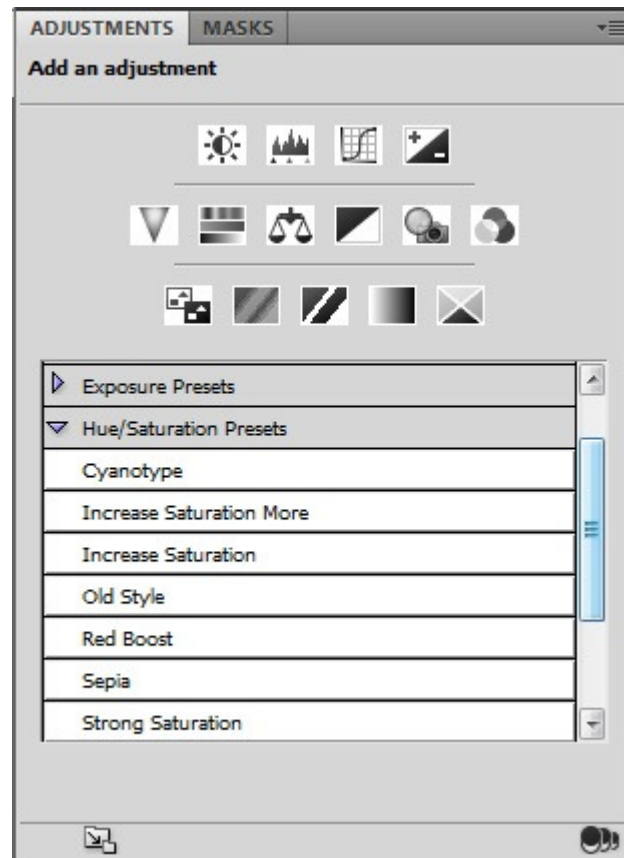 ADJUSTMENTS MASKS
Add an adjustment
Exposure Presets
Hue/Saturation Presets
Cyanotype
Increase Saturation More
Increase Saturation
Old Style
Red Boost
Sepia
Strong Saturation